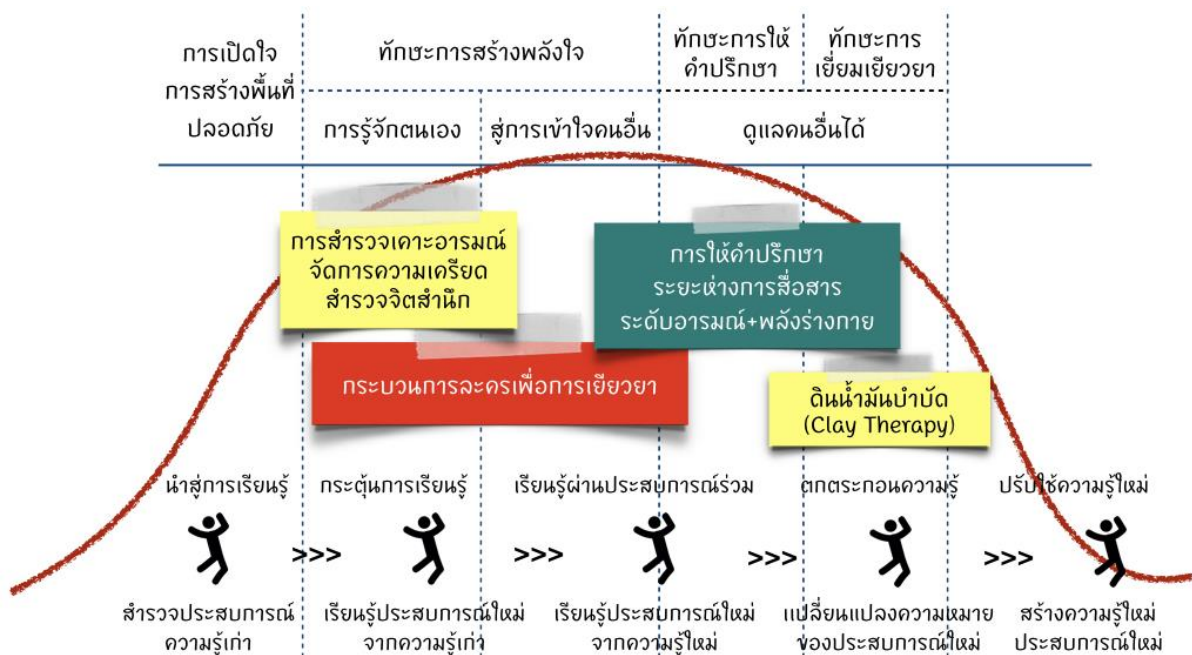 การเปิดใจ
การสร้างพื้นที่
ปลอดภัย
ทักษะการสร้างพลังใจ
ทักษะการให้
คำปรึกษา
ทักษะการ
เยี่ยมเยียวยา
การรู้จักตนเอง
สู่การเข้าใจคนอื่น
ดูแลคนอื่นได้
การสำรวจเคาะอารมณ์
จัดการความเครียด
สำรวจจิตสำนึก
การให้คำปรึกษา
ระยะห่างการสื่อสาร
ระดับอารมณ์+พลังร่างกาย
กระบวนการละครเพื่อการเยียวยา
ดินน้ำมันบำบัด
(Clay Therapy)
นำสู่การเรียนรู้
กระตุ้นการเรียนรู้
เรียนรู้ผ่านประสบการณ์ร่วม
ตกตระกอนความรู้
ปรับใช้ความรู้ใหม่
>>>
>>>
>>>
>>>
สำรวจประสบการณ์
ความรู้เก่า
เรียนรู้ประสบการณ์ใหม่
จากความรู้เก่า
เรียนรู้ประสบการณ์ใหม่
จากความรู้ใหม่
เเปลี่ยนแปลงความหมาย
ของประสบการณ์ใหม่
สร้างความรู้ใหม่
ประสบการณ์ใหม่